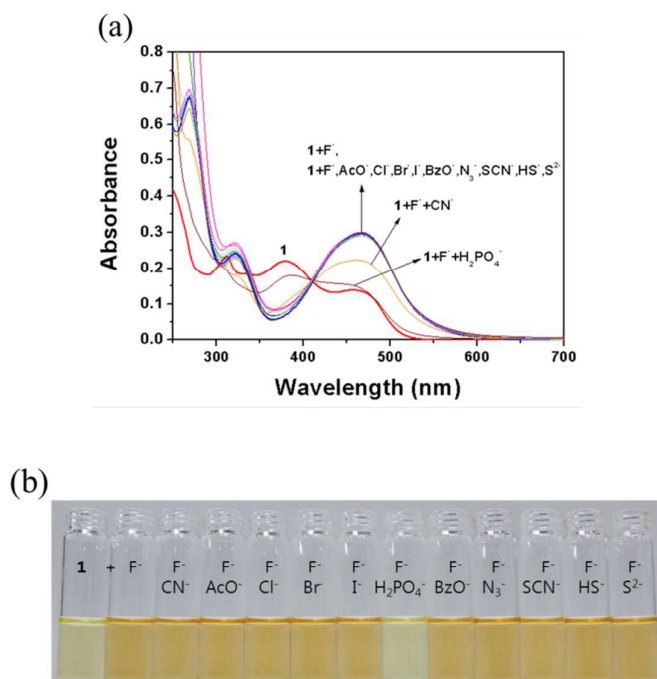 (a)
0.8
0.7
0.6
0.5
0.4
0.3
0.2
0.1
0.0
Absorbance
1+F⁻,
1+F⁻,AcO⁻,Cl⁻,Br⁻,I⁻,BzO⁻,N₃⁻,SCN⁻,HS⁻,S²⁻
1+F⁻+CN⁻
1
1+F⁻+H₂PO₄⁻
300 400 500 600 700
Wavelength (nm)
(b)
1 + F⁻ F⁻ F⁻ F⁻ F⁻ F⁻ F⁻ F⁻ F⁻ F⁻ F⁻ F⁻
CN⁻ AcO⁻ Cl⁻ Br⁻ I⁻ H₂PO₄⁻ BzO⁻ N₃⁻ SCN⁻ HS⁻ S²⁻